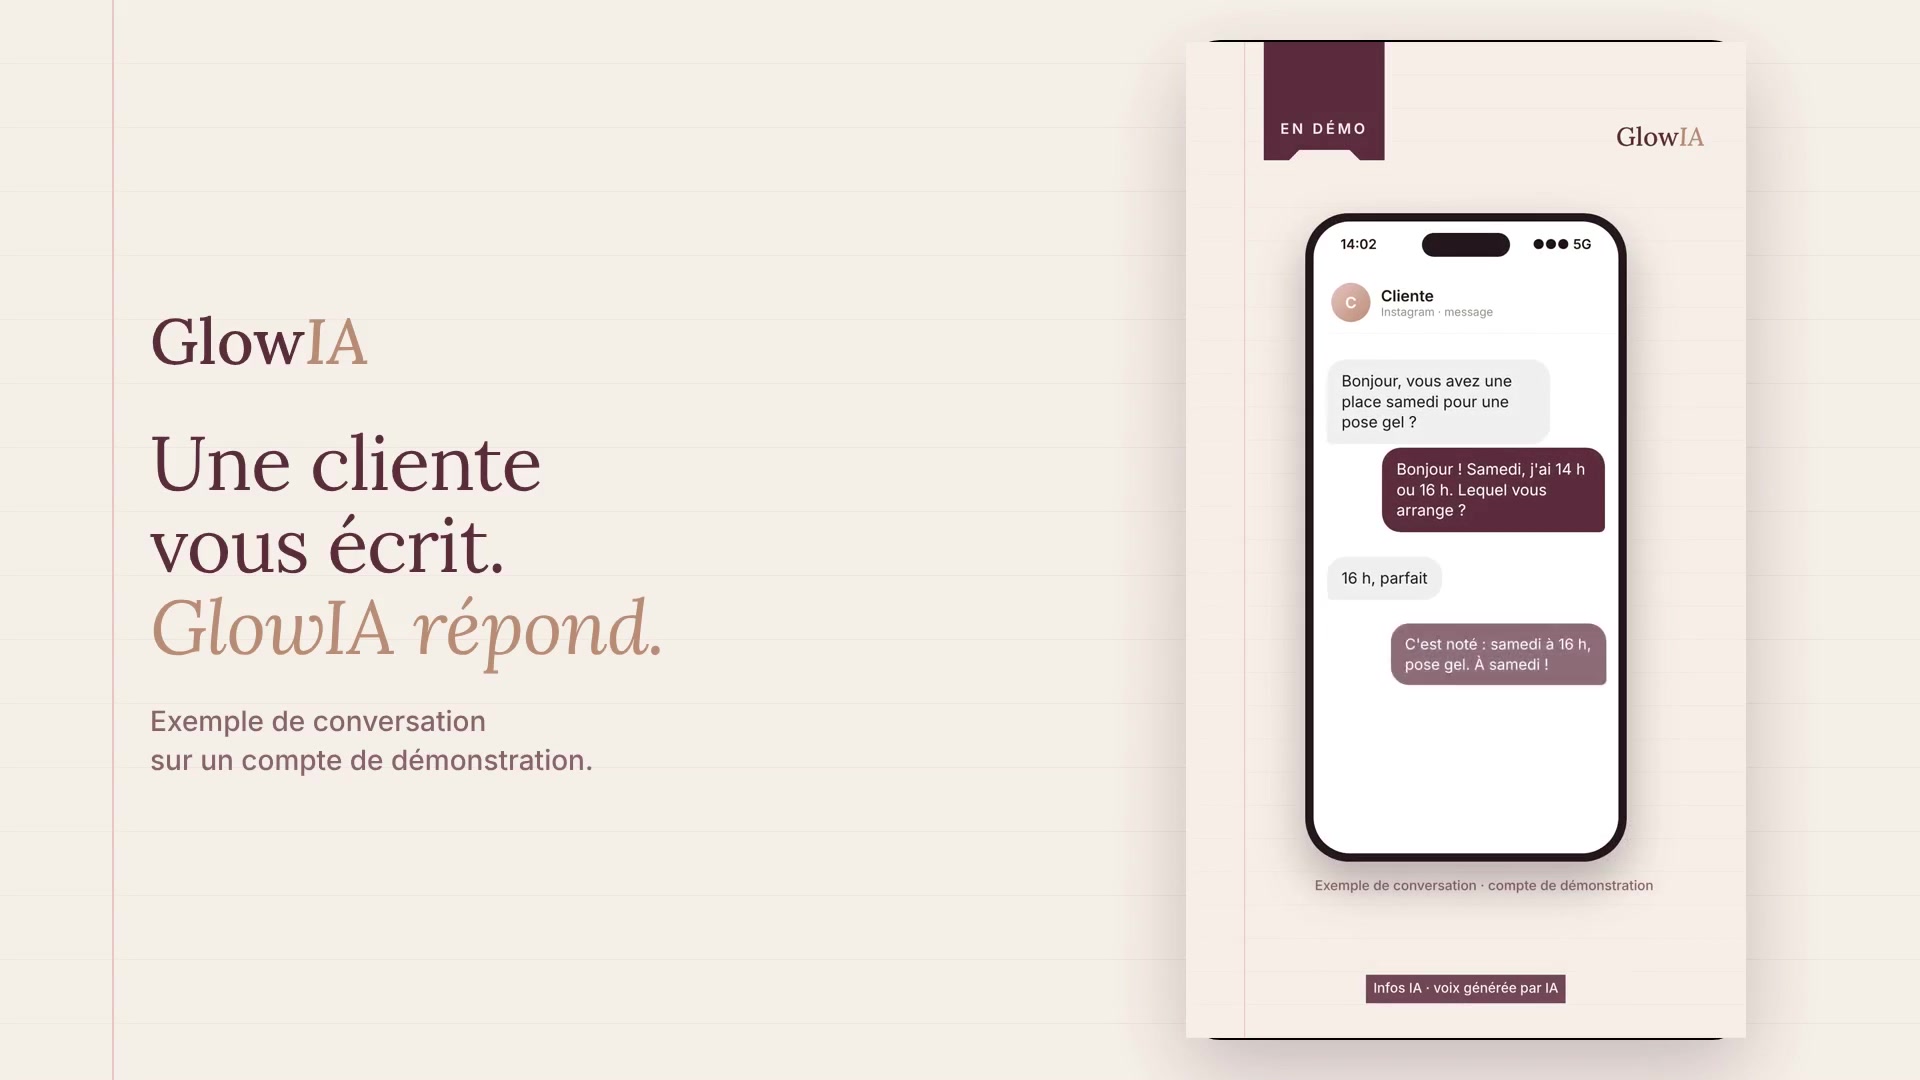 GlowIA
Une cliente
vous écrit.
GlowIA répond.
Exemple de conversation
sur un compte de démonstration.
EN DÉMO
GlowIA
14:02
5G
C
Cliente
Instagram · message
Bonjour, vous avez une
place samedi pour une
pose gel ?
Bonjour ! Samedi, j'ai 14 h
ou 16 h. Lequel vous
arrange ?
16 h, parfait
C'est noté : samedi à 16 h,
pose gel. À samedi !
Exemple de conversation · compte de démonstration
Infos IA · voix générée par IA